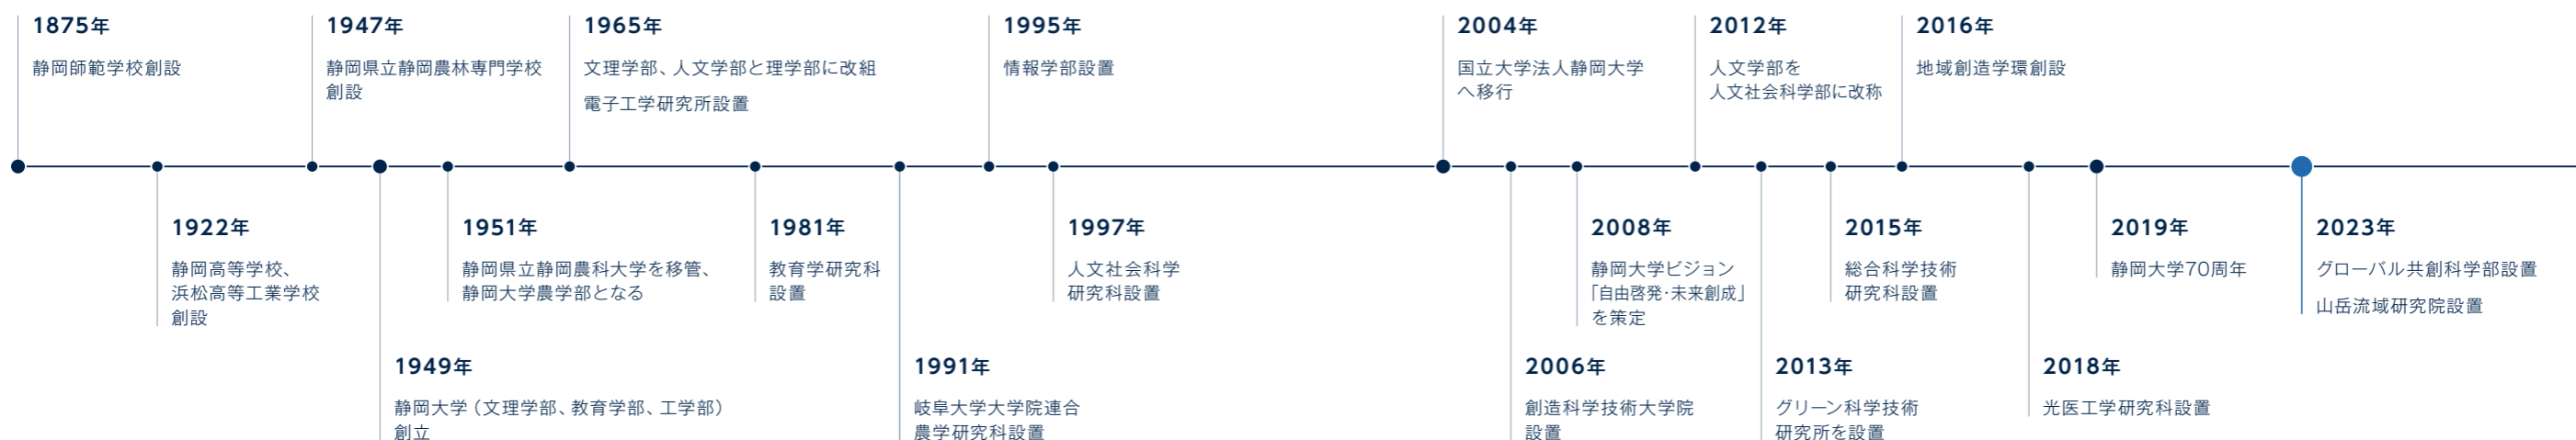 1875年
静岡師範学校創設
1947年
静岡県立静岡農林専門学校
創設
1965年
文理学部、人文学部と理学部に改組
電子工学研究所設置
1995年
情報学部設置
2004年
国立大学法人静岡大学
へ移行
2012年
人文学部を
人文社会科学部に改称
2016年
地域創造学環創設
1922年
静岡高等学校、
浜松高等工業学校
創設
1951年
静岡県立静岡農科大学を移管、
静岡大学農学部となる
1981年
教育学研究科
設置
1997年
人文社会科学
研究科設置
2008年
静岡大学ビジョン
「自由啓発・未来創成」
を策定
2015年
総合科学技術
研究科設置
2019年
静岡大学70周年
2023年
グローバル共創科学部設置
山岳流域研究院設置
1949年
静岡大学（文理学部、教育学部、工学部）
創立
1991年
岐阜大学大学院連合
農学研究科設置
2006年
創造科学技術大学院
設置
2013年
グリーン科学技術
研究所を設置
2018年
光医工学研究科設置